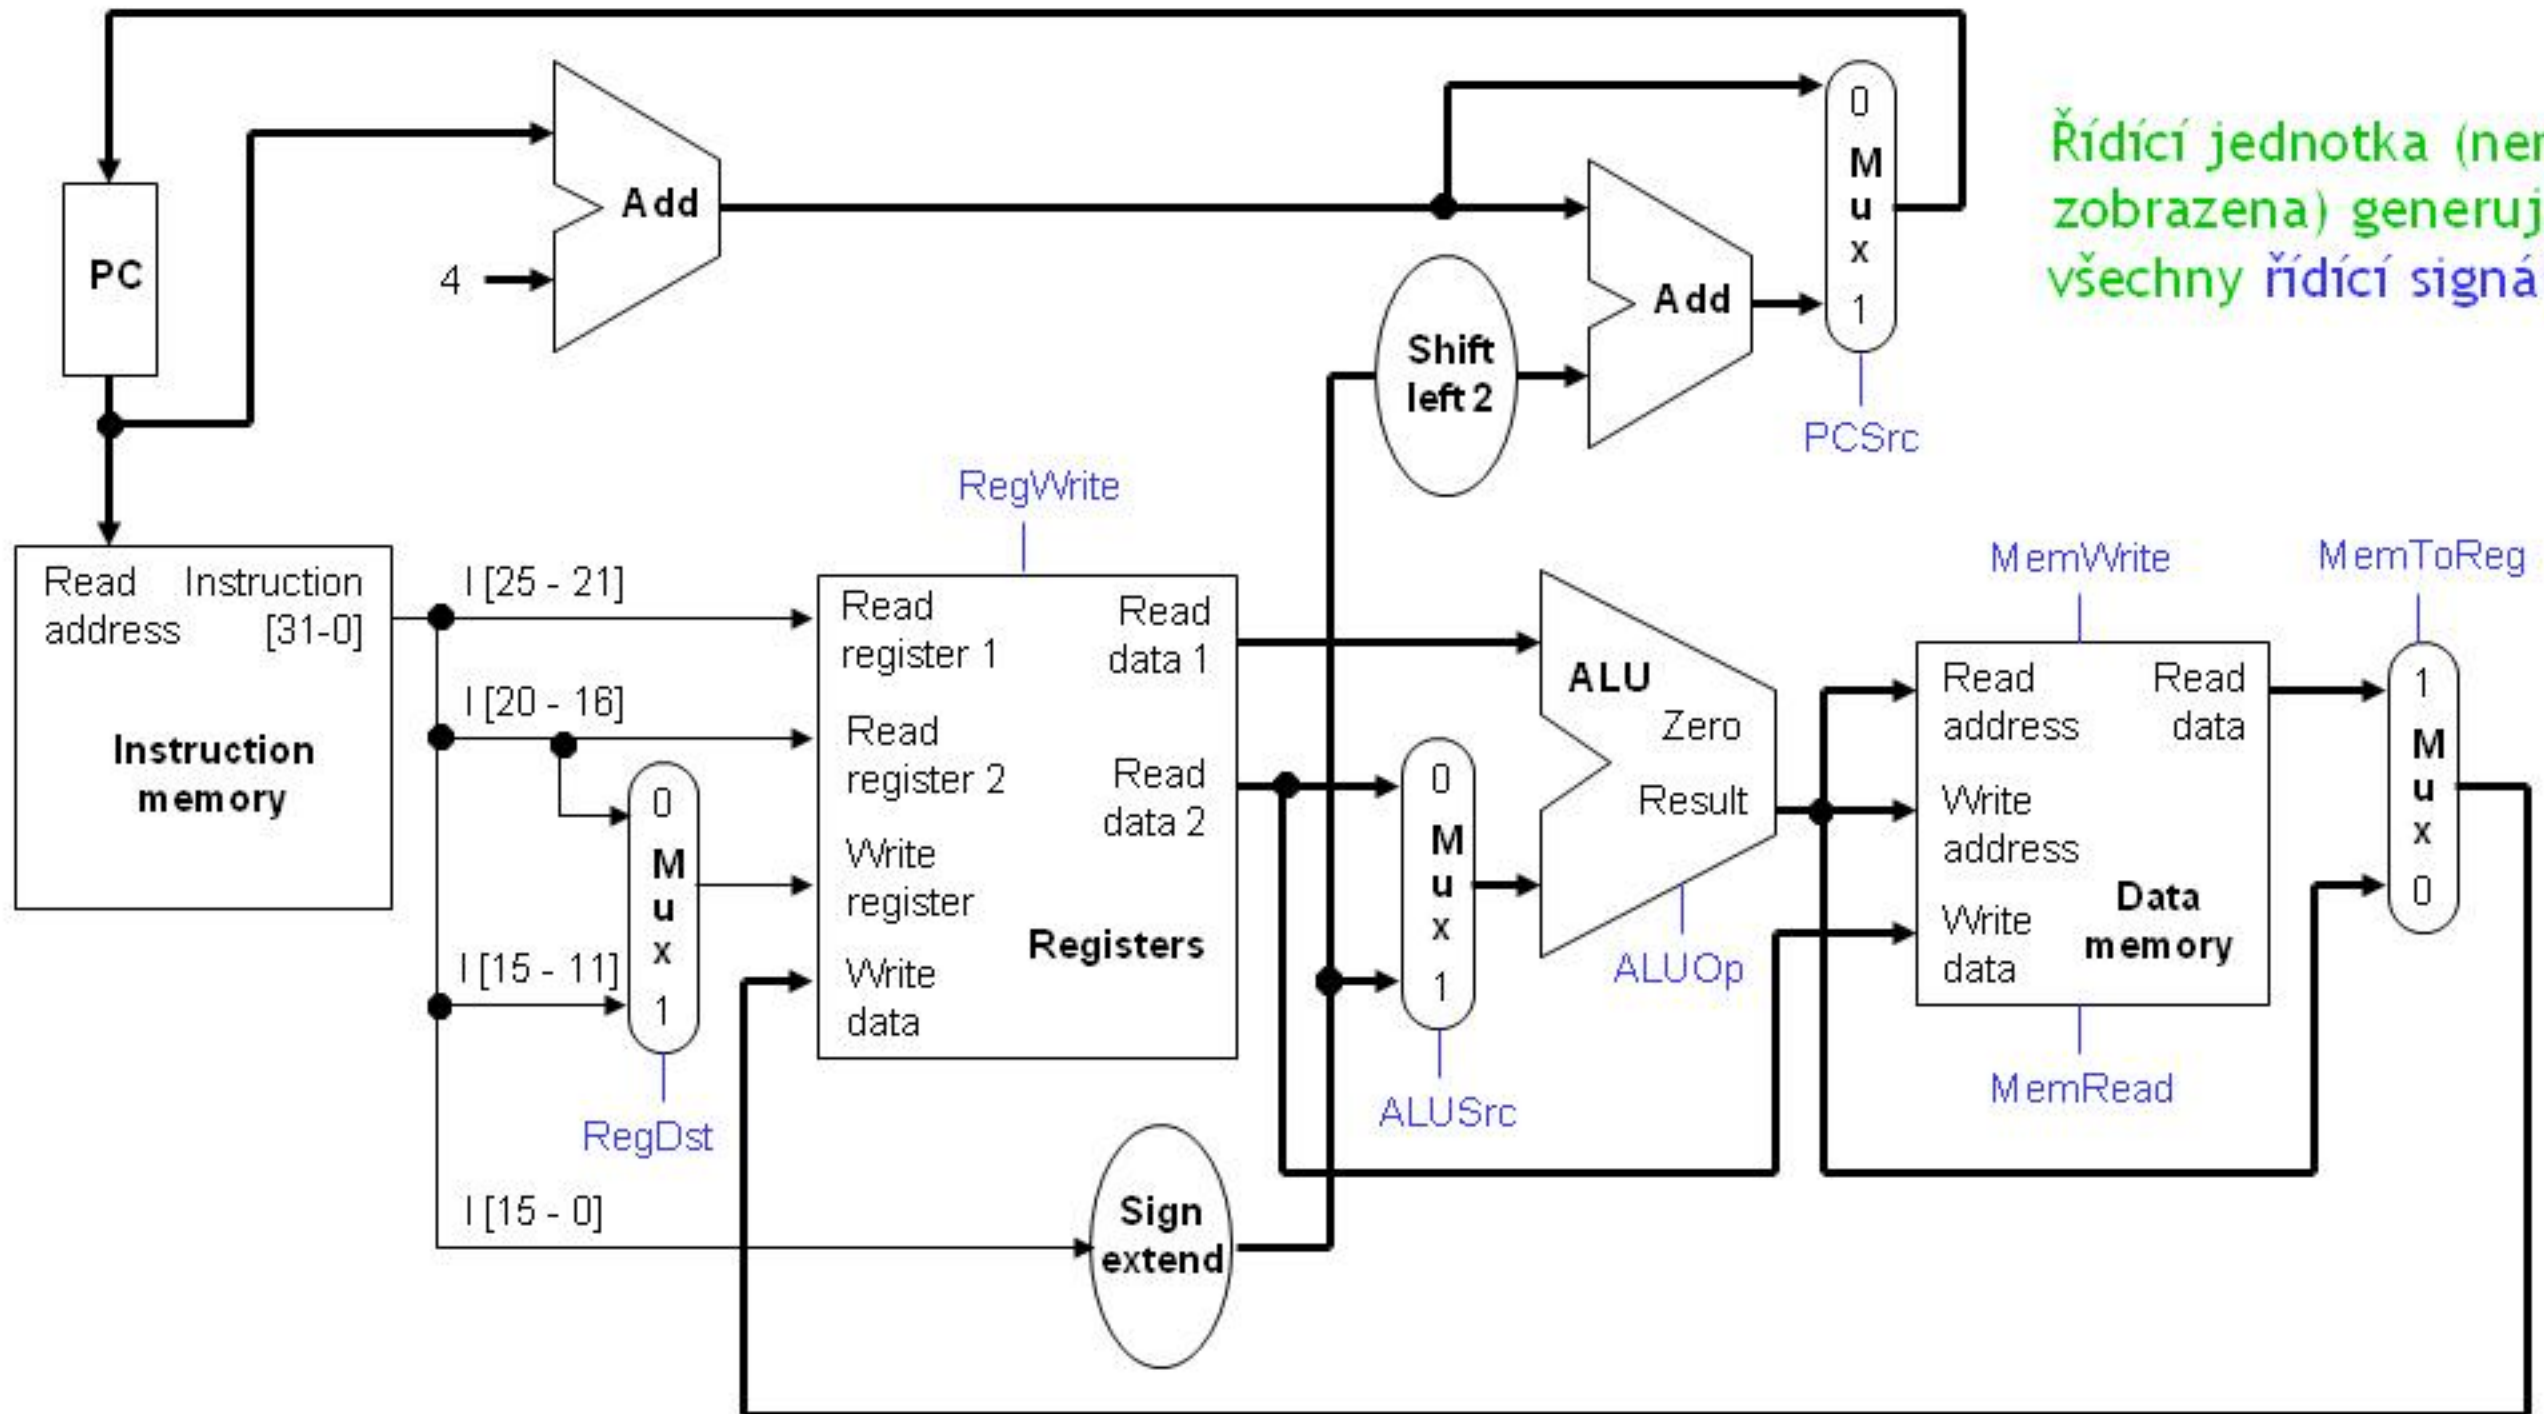 Řídící jednotka (ner
zobrazena) generuj
všechny řídící signá
PC
4
Add
Shift
left 2
Add
0
M
u
x
1
PCSrc
RegWrite
Read
address
Instruction
[31-0]
Instruction
memory
I [25 - 21]
I [20 - 16]
I [15 - 11]
I [15 - 0]
0
M
u
x
1
RegDst
Read
register 1
Read
register 2
Write
register
Write
data
Read
data 1
Read
data 2
Registers
Sign
extend
0
M
u
x
1
ALUSrc
ALU
Zero
Result
ALUOp
MemWrite
Read
address
Write
address
Write
data
Read
data
Data
memory
MemRead
MemToReg
1
M
u
x
0